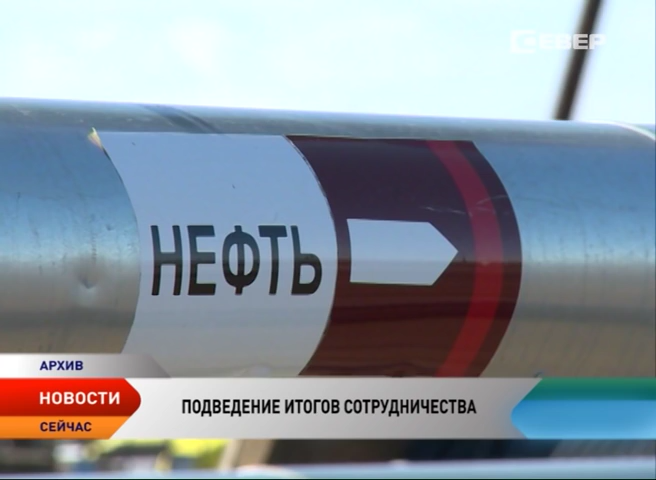 СЕВЕР
НЕФТЬ
АРХИВ
НОВОСТИ
ПОДВЕДЕНИЕ ИТОГОВ СОТРУДНИЧЕСТВА
СЕЙЧАС